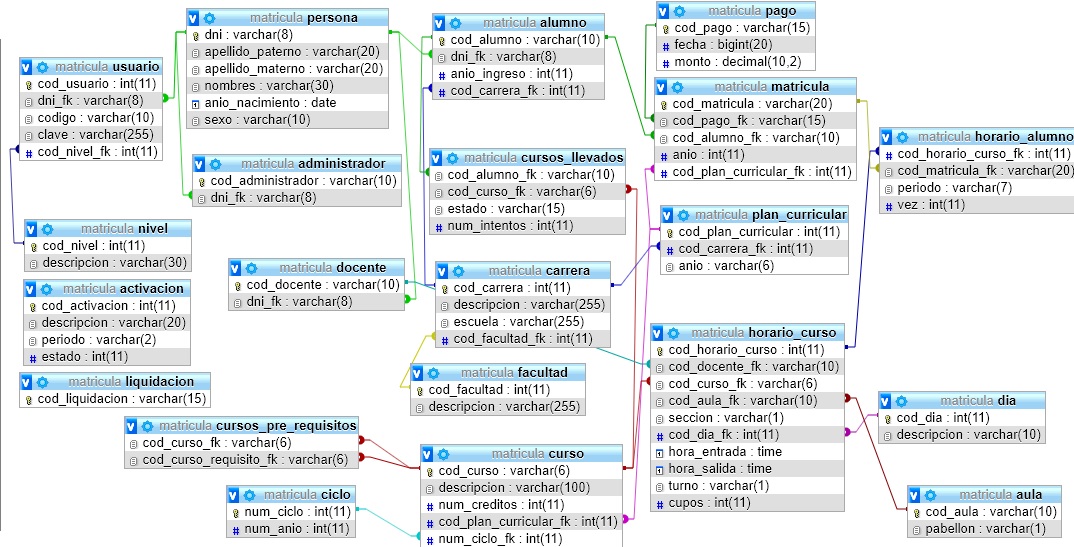 matricula persona
dni : varchar(8)
apellido_paterno : varchar(20)
apellido_materno : varchar(20)
nombres : varchar(30)
anio_nacimiento : date
sexo : varchar(10)
matricula alumno
cod_alumno : varchar(10)
dni_fk : varchar(8)
anio_ingreso : int(11)
cod_carrera_fk : int(11)
matricula pago
cod_pago : varchar(15)
fecha : bigint(20)
monto : decimal(10,2)
matricula usuario
cod_usuario : int(11)
dni_fk : varchar(8)
codigo : varchar(10)
clave : varchar(255)
cod_nivel_fk : int(11)
matricula matricula
cod_matricula : varchar(20)
cod_pago_fk : varchar(15)
cod_alumno_fk : varchar(10)
anio : int(11)
cod_plan_curricular_fk : int(11)
matricula horario_alumno
cod_horario_curso_fk : int(11)
cod_matricula_fk : varchar(20)
periodo : varchar(7)
vez : int(11)
matricula administrador
cod_administrador : varchar(10)
dni_fk : varchar(8)
matricula cursos_llevados
cod_alumno_fk : varchar(10)
cod_curso_fk : varchar(6)
estado : varchar(15)
num_intentos : int(11)
matricula plan_curricular
cod_plan_curricular : int(11)
cod_carrera_fk : int(11)
anio : varchar(6)
matricula nivel
cod_nivel : int(11)
descripcion : varchar(30)
matricula docente
cod_docente : varchar(10)
dni_fk : varchar(8)
matricula carrera
cod_carrera : int(11)
descripcion : varchar(255)
escuela : varchar(255)
cod_facultad_fk : int(11)
matricula activacion
cod_activacion : int(11)
descripcion : varchar(20)
periodo : varchar(2)
estado : int(11)
matricula horario_curso
cod_horario_curso : int(11)
cod_docente_fk : varchar(10)
cod_curso_fk : varchar(6)
cod_aula_fk : varchar(10)
seccion : varchar(1)
cod_dia_fk : int(11)
hora_entrada : time
hora_salida : time
turno : varchar(1)
cupos : int(11)
matricula liquidacion
cod_liquidacion : varchar(15)
matricula facultad
cod_facultad : int(11)
descripcion : varchar(255)
matricula dia
cod_dia : int(11)
descripcion : varchar(10)
matricula cursos_pre_requisitos
cod_curso_fk : varchar(6)
cod_curso_requisito_fk : varchar(6)
matricula curso
cod_curso : varchar(6)
descripcion : varchar(100)
num_creditos : int(11)
cod_plan_curricular_fk : int(11)
num_ciclo_fk : int(11)
matricula ciclo
num_ciclo : int(11)
num_anio : int(11)
matricula aula
cod_aula : varchar(10)
pabellon : varchar(1)